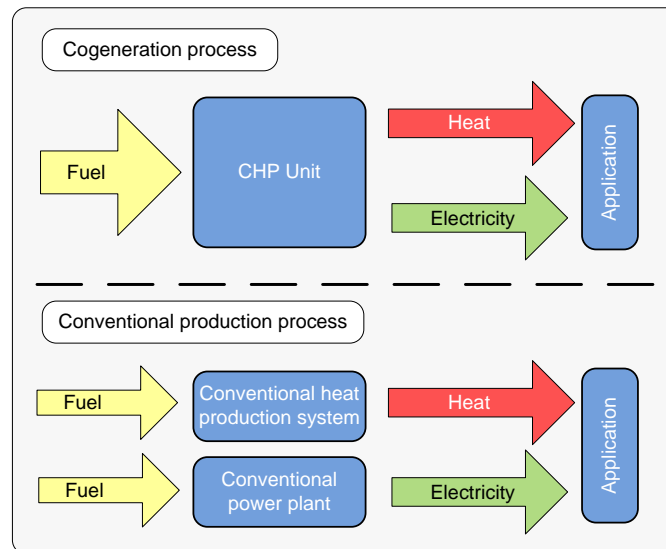 Cogeneration process
Fuel
CHP Unit
Heat
Electricity
Application
Conventional production process
Fuel
Conventional heat
production system
Heat
Fuel
Conventional
power plant
Electricity
Application